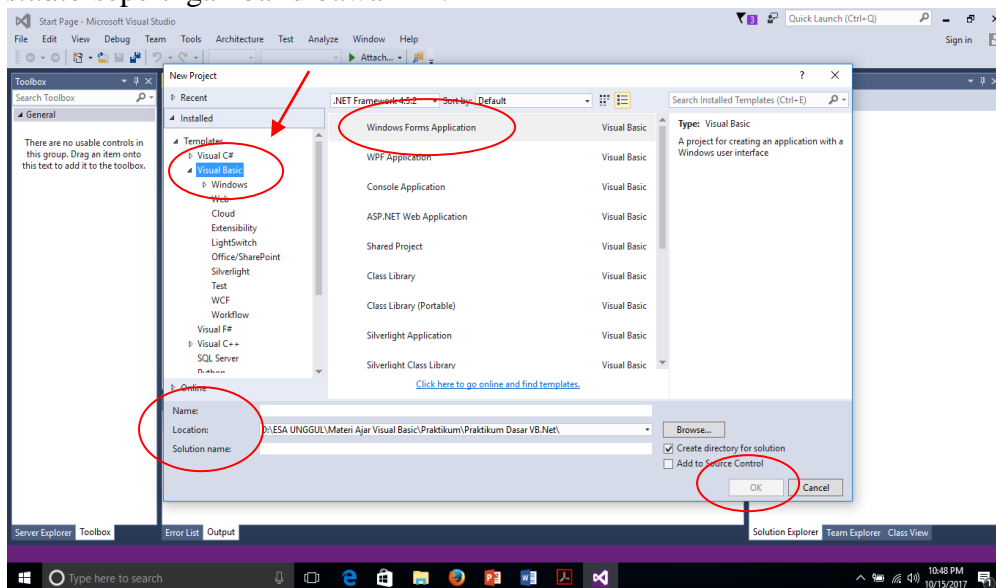 Start Page - Microsoft Visual Studio
3
Quick Launch (Ctrl+Q)
File Edit View Debug Team Tools Architecture Test Analyze Window Help
Sign in
Attach...
Toolbox
Search Toolbox
General
There are no usable controls in
this group. Drag an item onto
this text to add it to the toolbox.
New Project
? 
Recent
.NET Framework 4.5.2 Sort by: Default
Search Installed Templates (Ctrl+E)
Installed
Templates
Visual C#
Visual Basic
Windows
Web
Cloud
Extensibility
LightSwitch
Office/SharePoint
Silverlight
Test
WCF
Workflow
Visual F#
Visual C++
SQL Server
Python
Online
Windows Forms Application Visual Basic
WPF Application Visual Basic
Console Application Visual Basic
ASP.NET Web Application Visual Basic
Shared Project Visual Basic
Class Library Visual Basic
Class Library (Portable) Visual Basic
Silverlight Application Visual Basic
Silverlight Class Library Visual Basic
Click here to go online and find templates.
Type: Visual Basic
A project for creating an application with a
Windows user interface
Name:
Location: D:\ESA UNGGUL\Materi Ajar Visual Basic\Praktikum\Praktikum Dasar VB.Net\
Browse...
Solution name:
Create directory for solution
Add to Source Control
OK Cancel
Server Explorer Toolbox
Error List Output
Solution Explorer Team Explorer Class View
Type here to search
10:48 PM
10/15/2017